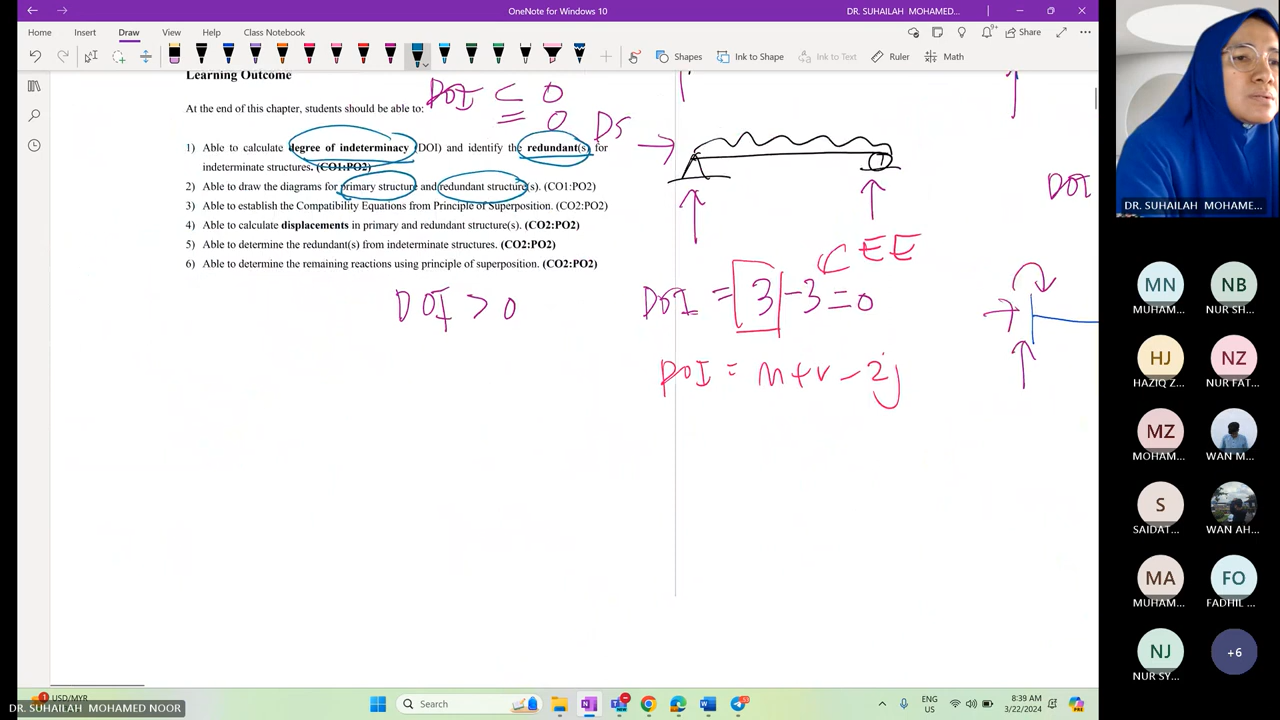 OneNote for Windows 10
DR. SUHAILAH MOHAMED...
Home Insert Draw View Help Class Notebook
Share
Shapes Ink to Shape Ink to Text Ruler Math
Learning Outcome
At the end of this chapter, students should be able to:
DOI < 0
= 0 DS
1) Able to calculate degree of indeterminacy (DOI) and identify the redundant(s) for
indeterminate structures. (CO1:PO2)
2) Able to draw the diagrams for primary structure and redundant structure(s). (CO1:PO2)
3) Able to establish the Compatibility Equations from Principle of Superposition. (CO2:PO2)
4) Able to calculate displacements in primary and redundant structure(s). (CO2:PO2)
5) Able to determine the redundant(s) from indeterminate structures. (CO2:PO2)
6) Able to determine the remaining reactions using principle of superposition. (CO2:PO2)
DOI > 0
EE
DOI = 3 - 3 = 0
DOI = m + r - 2j
DOI
DR. SUHAILAH MOHAME...
MN
MUHAM...
NB
NUR SH...
HJ
HAZIQ Z...
NZ
NUR FAT...
MZ
MOHAM...
WAN M...
S
SAIDAT...
WAN AH...
MA
MUHAM...
FO
FADHIL ...
NJ
NUR SY...
+6
USD/MYR
DR. SUHAILAH MOHAMED NOOR
Search
ENG
US
8:39 AM
3/22/2024